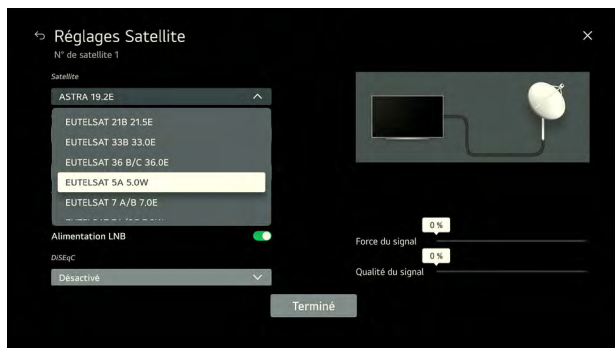 Réglages Satellite
N° de satellite 1
Satellite
ASTRA 19.2E
EUTELSAT 21B 21.5E
EUTELSAT 33B 33.0E
EUTELSAT 36 B/C 36.0E
EUTELSAT 5A 5.0W
EUTELSAT 7 A/B 7.0E
Alimentation LNB
DiSEqC
Désactivé
0 %
Force du signal
0 %
Qualité du signal
Terminé